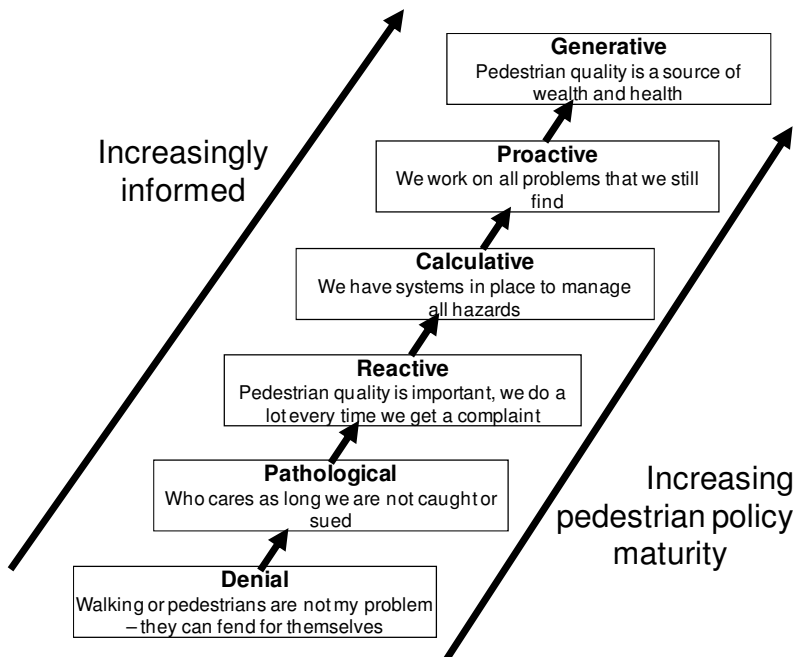 Generative
Pedestrian quality is a source of
wealth and health
Proactive
We work on all problems that we still
find
Increasingly
informed
Calculative
We have systems in place to manage
all hazards
Reactive
Pedestrian quality is important, we do a
lot every time we get a complaint
Pathological
Who cares as long we are not caught or
sued
Increasing
pedestrian policy
maturity
Denial
Walking or pedestrians are not my problem
– they can fend for themselves